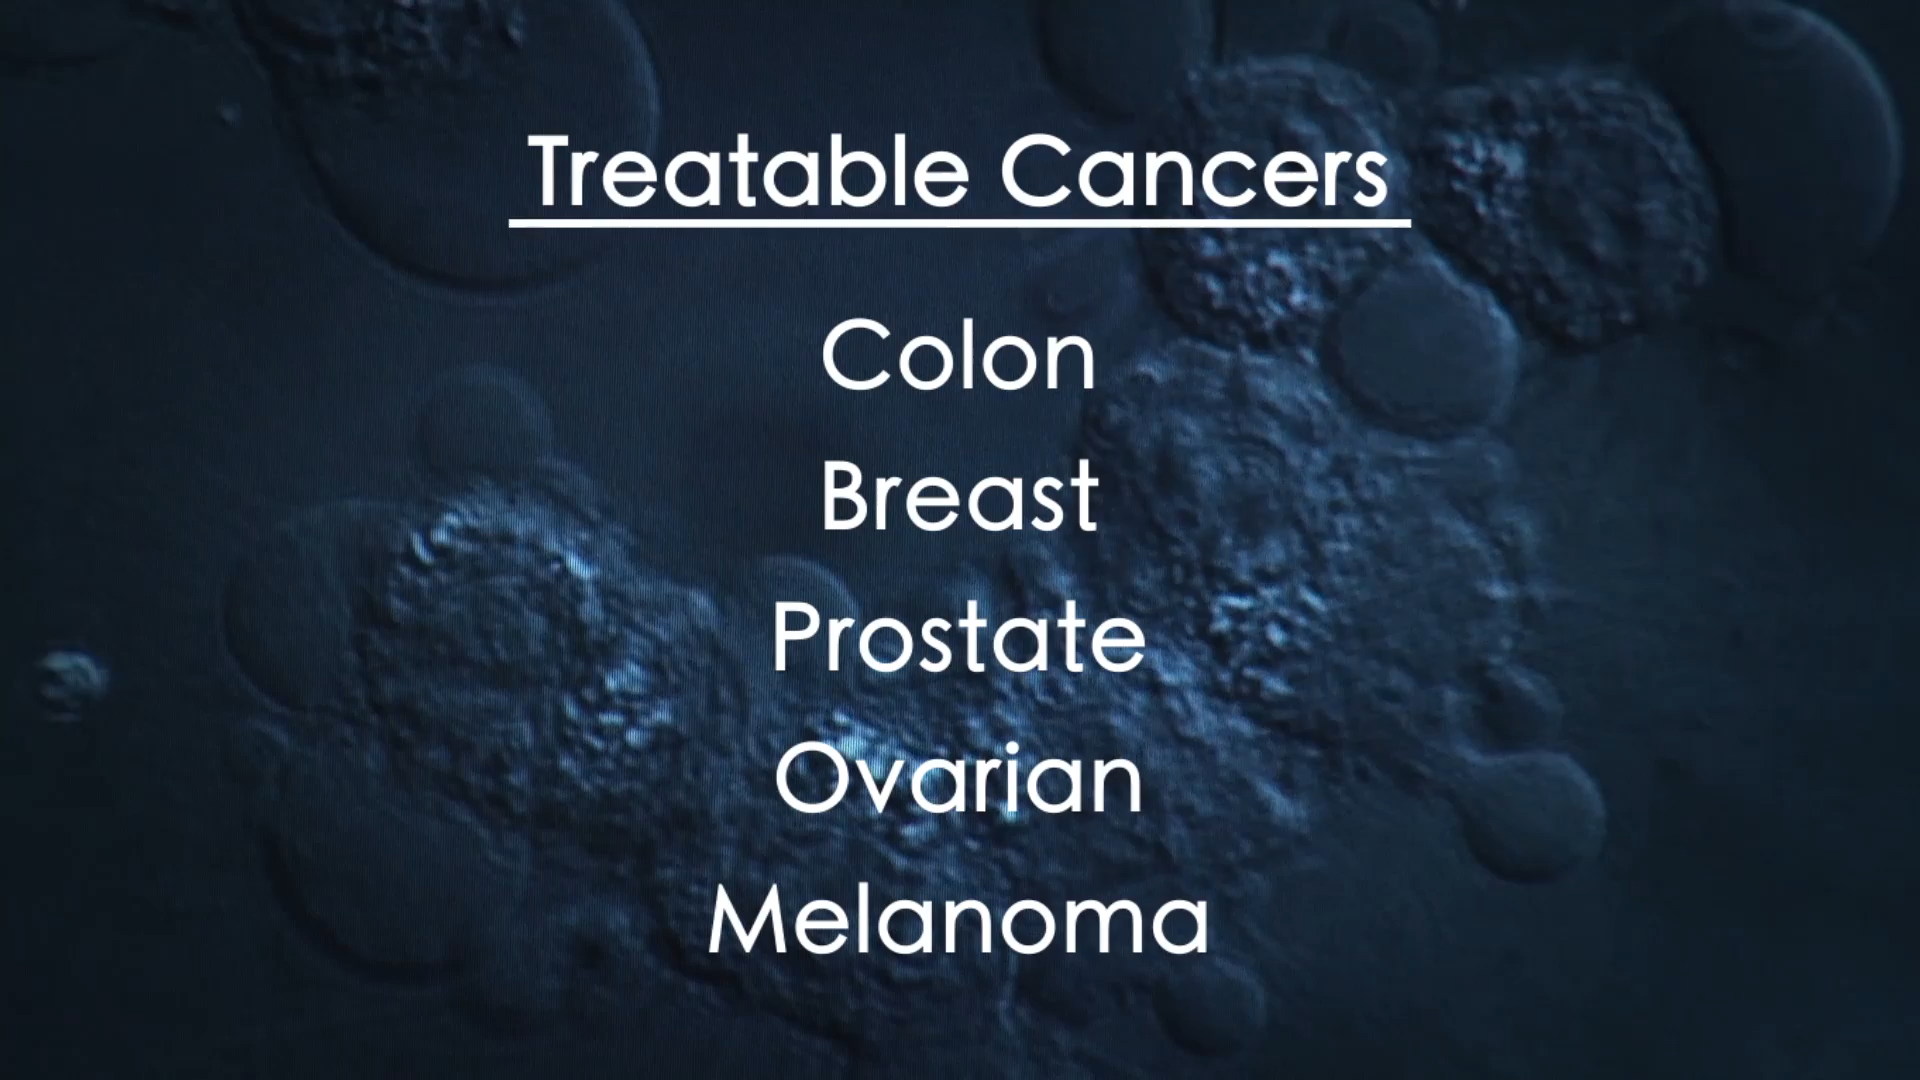 Treatable Cancers
Colon
Breast
Prostate
Ovarian
Melanoma